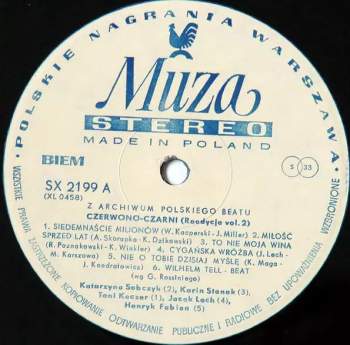 POLSKIE NAGRANIA WARSZAWA
Muza
STEREO
MADE IN POLAND
BIEM
S 33
SX 2199 A
(XL 0458)
Z ARCHIWUM POLSKIEGO BEATU
CZERWONO-CZARNI (Reedycja vol. 2)
1. SIEDEMNAŚCIE MILIONÓW (W. Kacperski - J. Miller) 2. MIŁOŚĆ
SPRZED LAT (A. Skorupka - K. Dzikowski) 3. TO NIE MOJA WINA
(R. Poznakowski - K. Winkler) 4. CYGAŃSKA WRÓŻBA (J. Lech -
M. Karszowa) 5. NIE O TOBIE DZISIAJ MYŚLĘ (K. Maga -
J. Kondratowicz) 6. WILHELM TELL - BEAT
(wg G. Rossiniego)
Katarzyna Sobczyk (2), Karin Stanek (3),
Toni Keczer (1), Jacek Lech (4),
Henryk Fabian (5)
WSZYSTKIE PRAWA ZASTRZEŻONE KOPIOWANIE ODTWARZANIE PUBLICZNE I RADIOWE BEZ UPOWAŻNIENIA WZBRONIONE